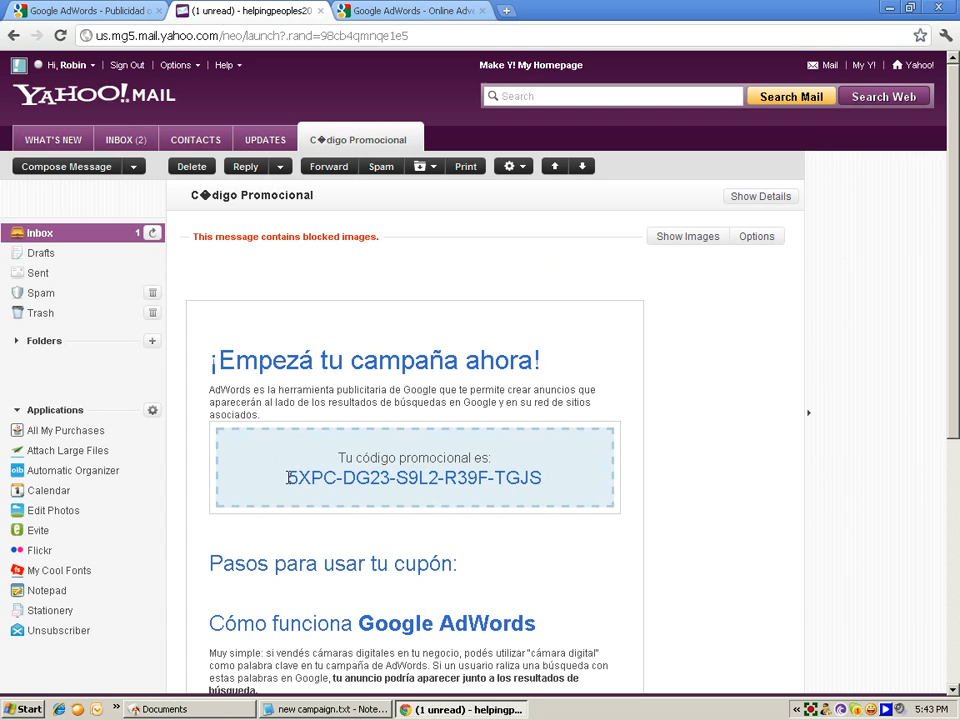 Google AdWords - Publicidad o
(1 unread) - helpingpeoples20
Google AdWords - Online Adve
us.mg5.mail.yahoo.com/neo/launch?.rand=98cb4qmnqe1e5
Hi, Robin
Sign Out
Options
Help
Make Y! My Homepage
Mail
My Y!
Yahoo!
YAHOO! MAIL
Search
Search Mail
Search Web
WHAT'S NEW
INBOX (2)
CONTACTS
UPDATES
C�digo Promocional
Compose Message
Delete
Reply
Forward
Spam
Print
C�digo Promocional
Show Details
Inbox
1
This message contains blocked images.
Show Images
Options
Drafts
Sent
Spam
Trash
Folders
Applications
All My Purchases
Attach Large Files
Automatic Organizer
Calendar
Edit Photos
Evite
Flickr
My Cool Fonts
Notepad
Stationery
Unsubscriber
¡Empezá tu campaña ahora!
AdWords es la herramienta publicitaria de Google que te permite crear anuncios que
aparecerán al lado de los resultados de búsquedas en Google y en su red de sitios
asociados.
Tu código promocional es:
5XPC-DG23-S9L2-R39F-TGJS
Pasos para usar tu cupón:
Cómo funciona Google AdWords
Muy simple: si vendés cámaras digitales en tu negocio, podés utilizar "cámara digital"
como palabra clave en tu campaña de AdWords. Si un usuario raliza una búsqueda con
estas palabras en Google, tu anuncio podría aparecer junto a los resultados de
búsqueda.
Start
Documents
new campaign.txt - Note...
(1 unread) - helpingp...
5:43 PM